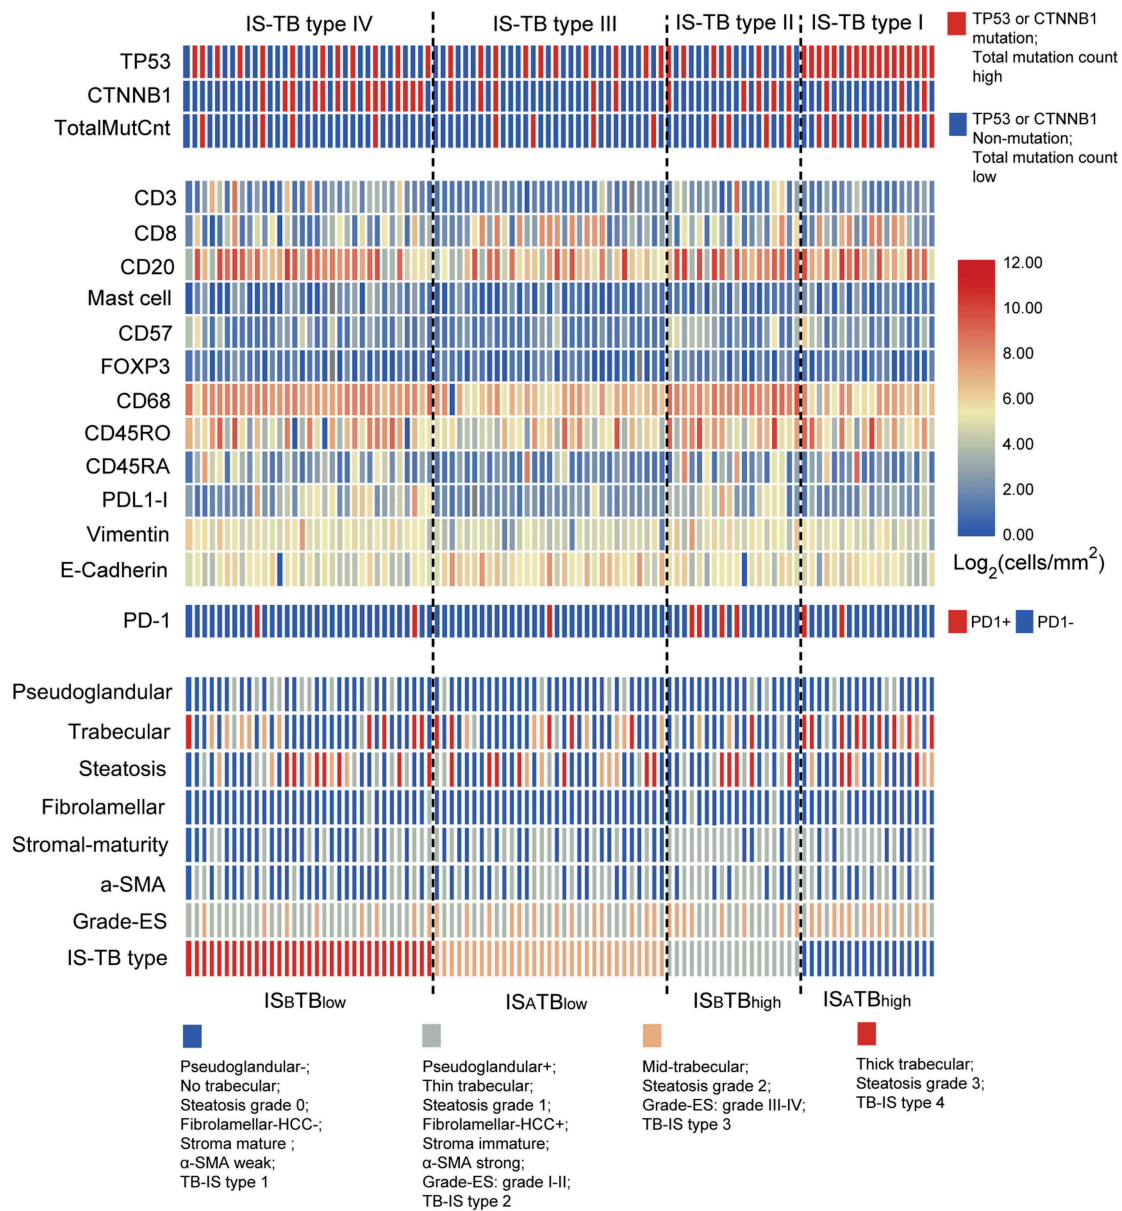 IS-TB type IV IS-TB type III IS-TB type II IS-TB type I
TP53 or CTNNB1
mutation;
Total mutation count
high
TP53
CTNNB1
TotalMutCnt
TP53 or CTNNB1
Non-mutation;
Total mutation count
low
CD3
CD8
CD20
Mast cell
CD57
FOXP3
CD68
CD45RO
CD45RA
PDL1-I
Vimentin
E-Cadherin
12.00
10.00
8.00
6.00
4.00
2.00
0.00
Log2(cells/mm2)
PD-1
PD1+ PD1-
Pseudoglandular
Trabecular
Steatosis
Fibrolamellar
Stromal-maturity
a-SMA
Grade-ES
IS-TB type
ISBTBlow ISATBlow ISBTBhigh ISATBhigh
Pseudoglandular-;
No trabecular;
Steatosis grade 0;
Fibrolamellar-HCC-;
Stroma mature ;
α-SMA weak;
TB-IS type 1
Pseudoglandular+;
Thin trabecular;
Steatosis grade 1;
Fibrolamellar-HCC+;
Stroma immature;
α-SMA strong;
Grade-ES: grade I-II;
TB-IS type 2
Mid-trabecular;
Steatosis grade 2;
Grade-ES: grade III-IV;
TB-IS type 3
Thick trabecular;
Steatosis grade 3;
TB-IS type 4